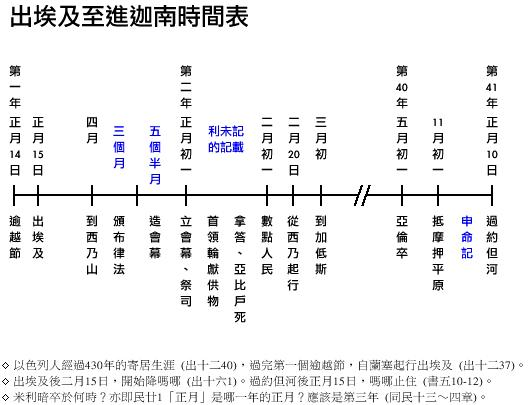 出埃及至進迦南時間表
第一年正月14日
正月15日
四月
三個月
五個半月
第二年正月初一
利未記
的記載
二月初一
二月20日
三月初
第40年五月初一
11月初一
第41年正月10日
逾越節
出埃及
到西乃山
頒布律法
造會幕
立會幕、祭司
首領輪獻供物
拿答、亞比戶死
數點人民
從西乃起行
到加低斯
亞倫卒
抵摩押平原
申命記
過約但河
◇ 以色列人經過430年的寄居生涯 (出十二40)，過完第一個逾越節，自蘭塞起行出埃及 (出十二37)。
◇ 出埃及後二月15日，開始降嗎哪 (出十六1)。過約但河後正月15日，嗎哪止住 (書五10-12)。
◇ 米利暗卒於何時？亦即民廿1「正月」是哪一年的正月？應該是第三年 (同民十三～四章)。